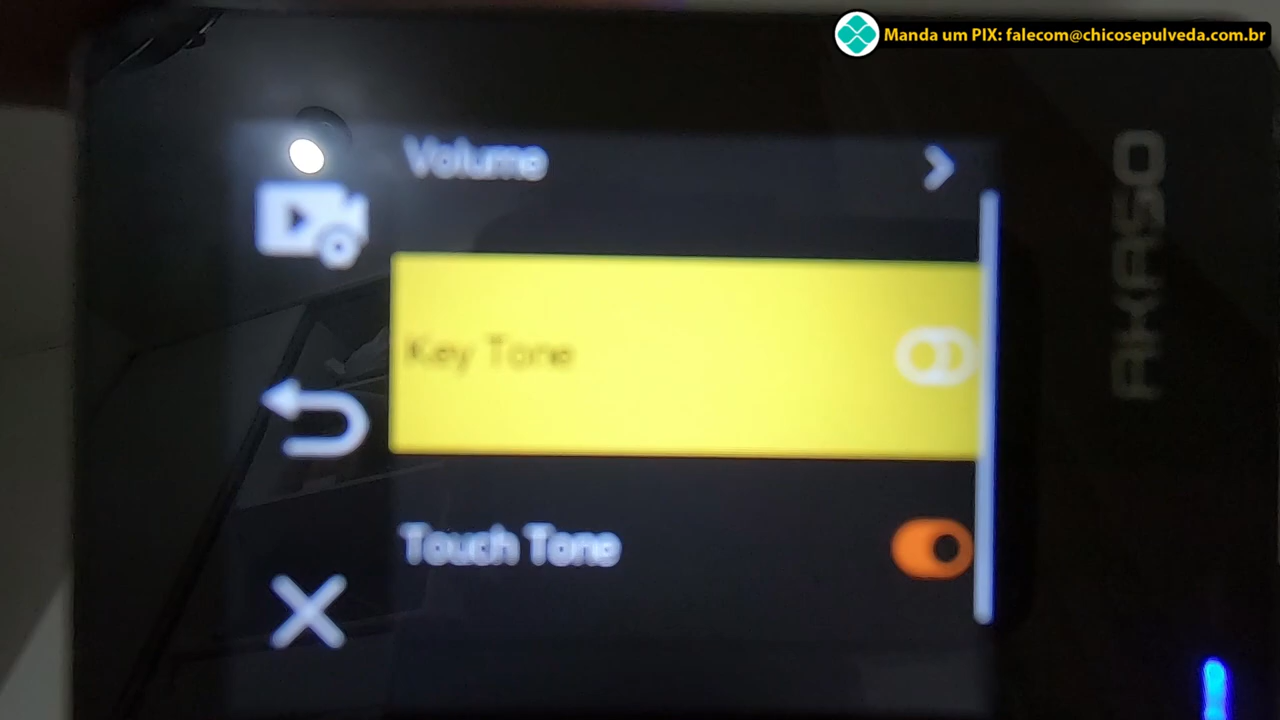 Manda um PIX: falecom@chicosepulveda.com.br
Volume
Key Tone
Touch Tone
AKASO